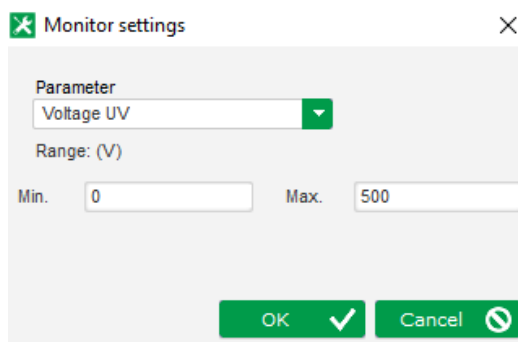 Monitor settings
Parameter
Voltage UV
Range: (V)
Min. 0 Max. 500
OK Cancel